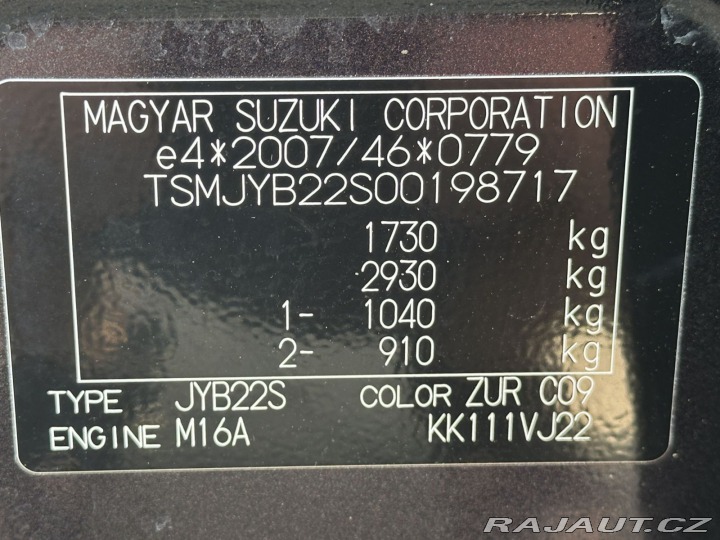 MAGYAR SUZUKI CORPORATION
e4*2007/46*0779
TSMJYB22S00198717
1730 kg
2930 kg
1- 1040 kg
2- 910 kg
TYPE JYB22S COLOR ZUR C09
ENGINE M16A KK111VJ22
RAJAUT.CZ